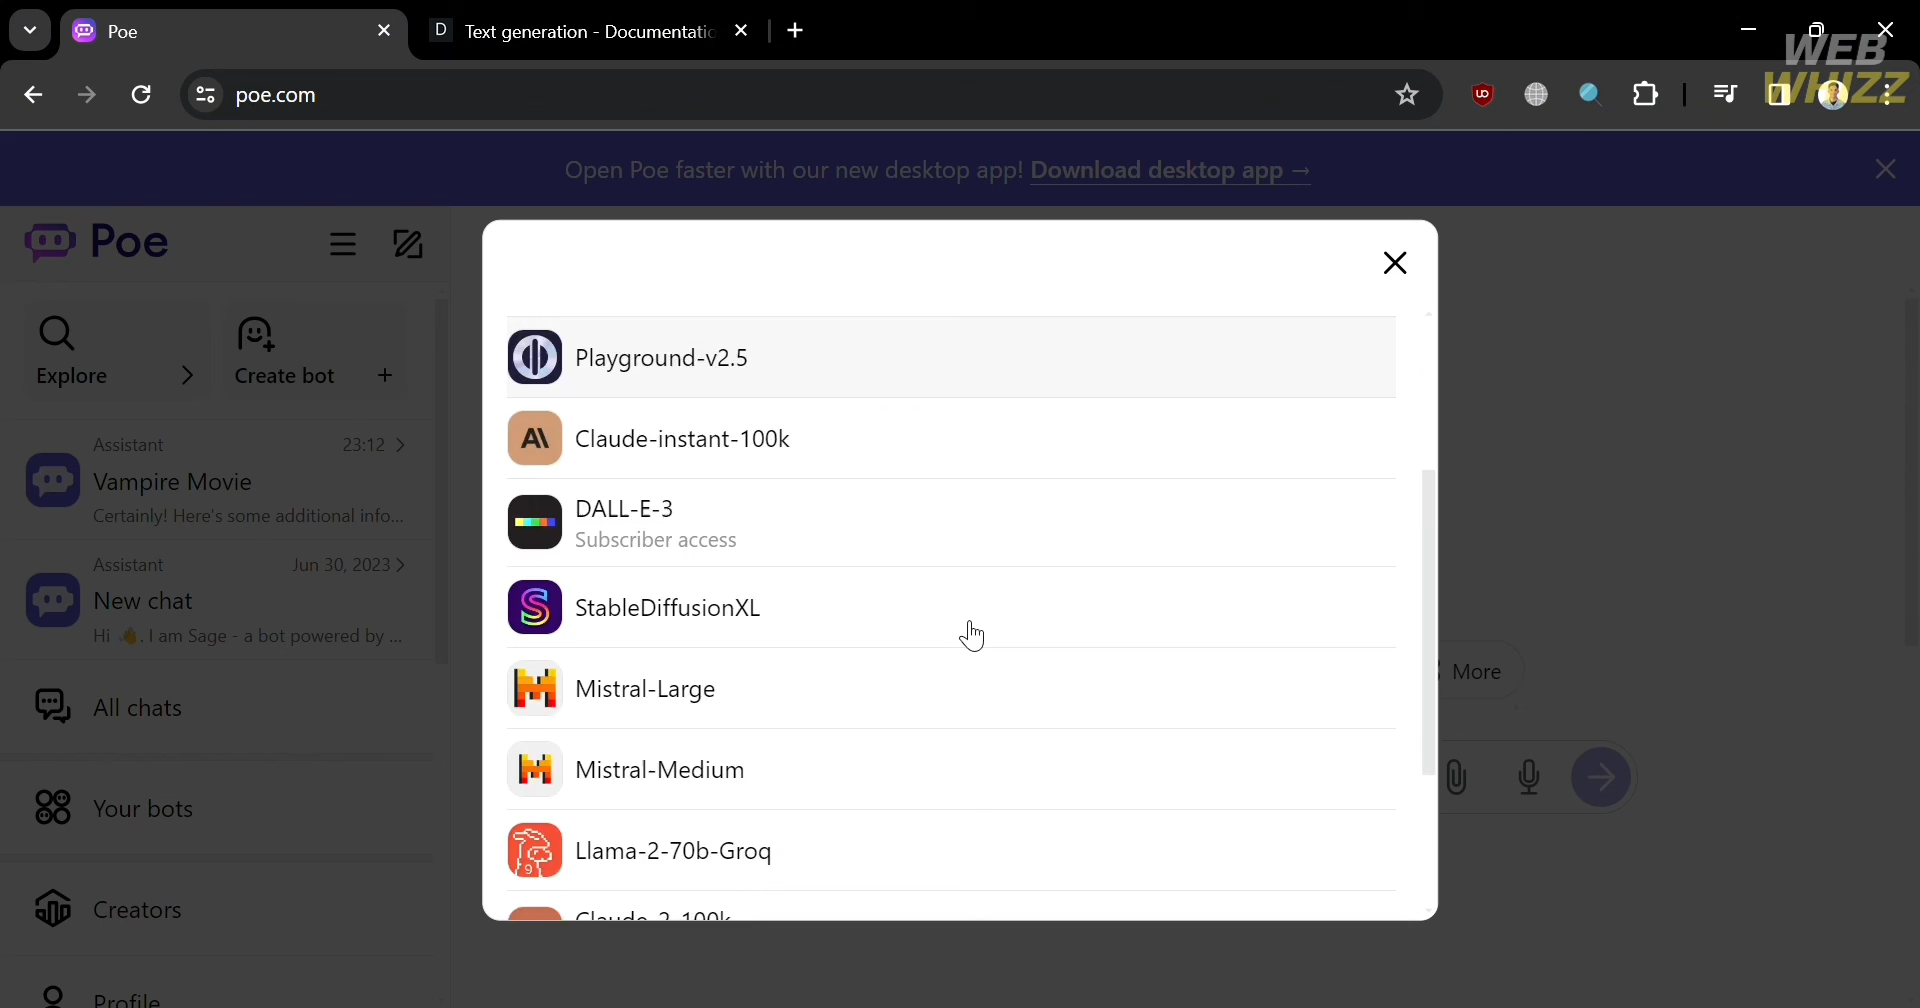 Poe
D Text generation - Documentatio
poe.com
WEB
WHIZZ
Open Poe faster with our new desktop app! Download desktop app →
Poe
Explore
Create bot
Assistant 23:12
Vampire Movie
Certainly! Here's some additional info...
Assistant Jun 30, 2023
New chat
Hi 👋. I am Sage - a bot powered by ...
All chats
Your bots
Creators
Profile
Playground-v2.5
Claude-instant-100k
DALL-E-3
Subscriber access
StableDiffusionXL
Mistral-Large
Mistral-Medium
Llama-2-70b-Groq
Claude-2-100k
More